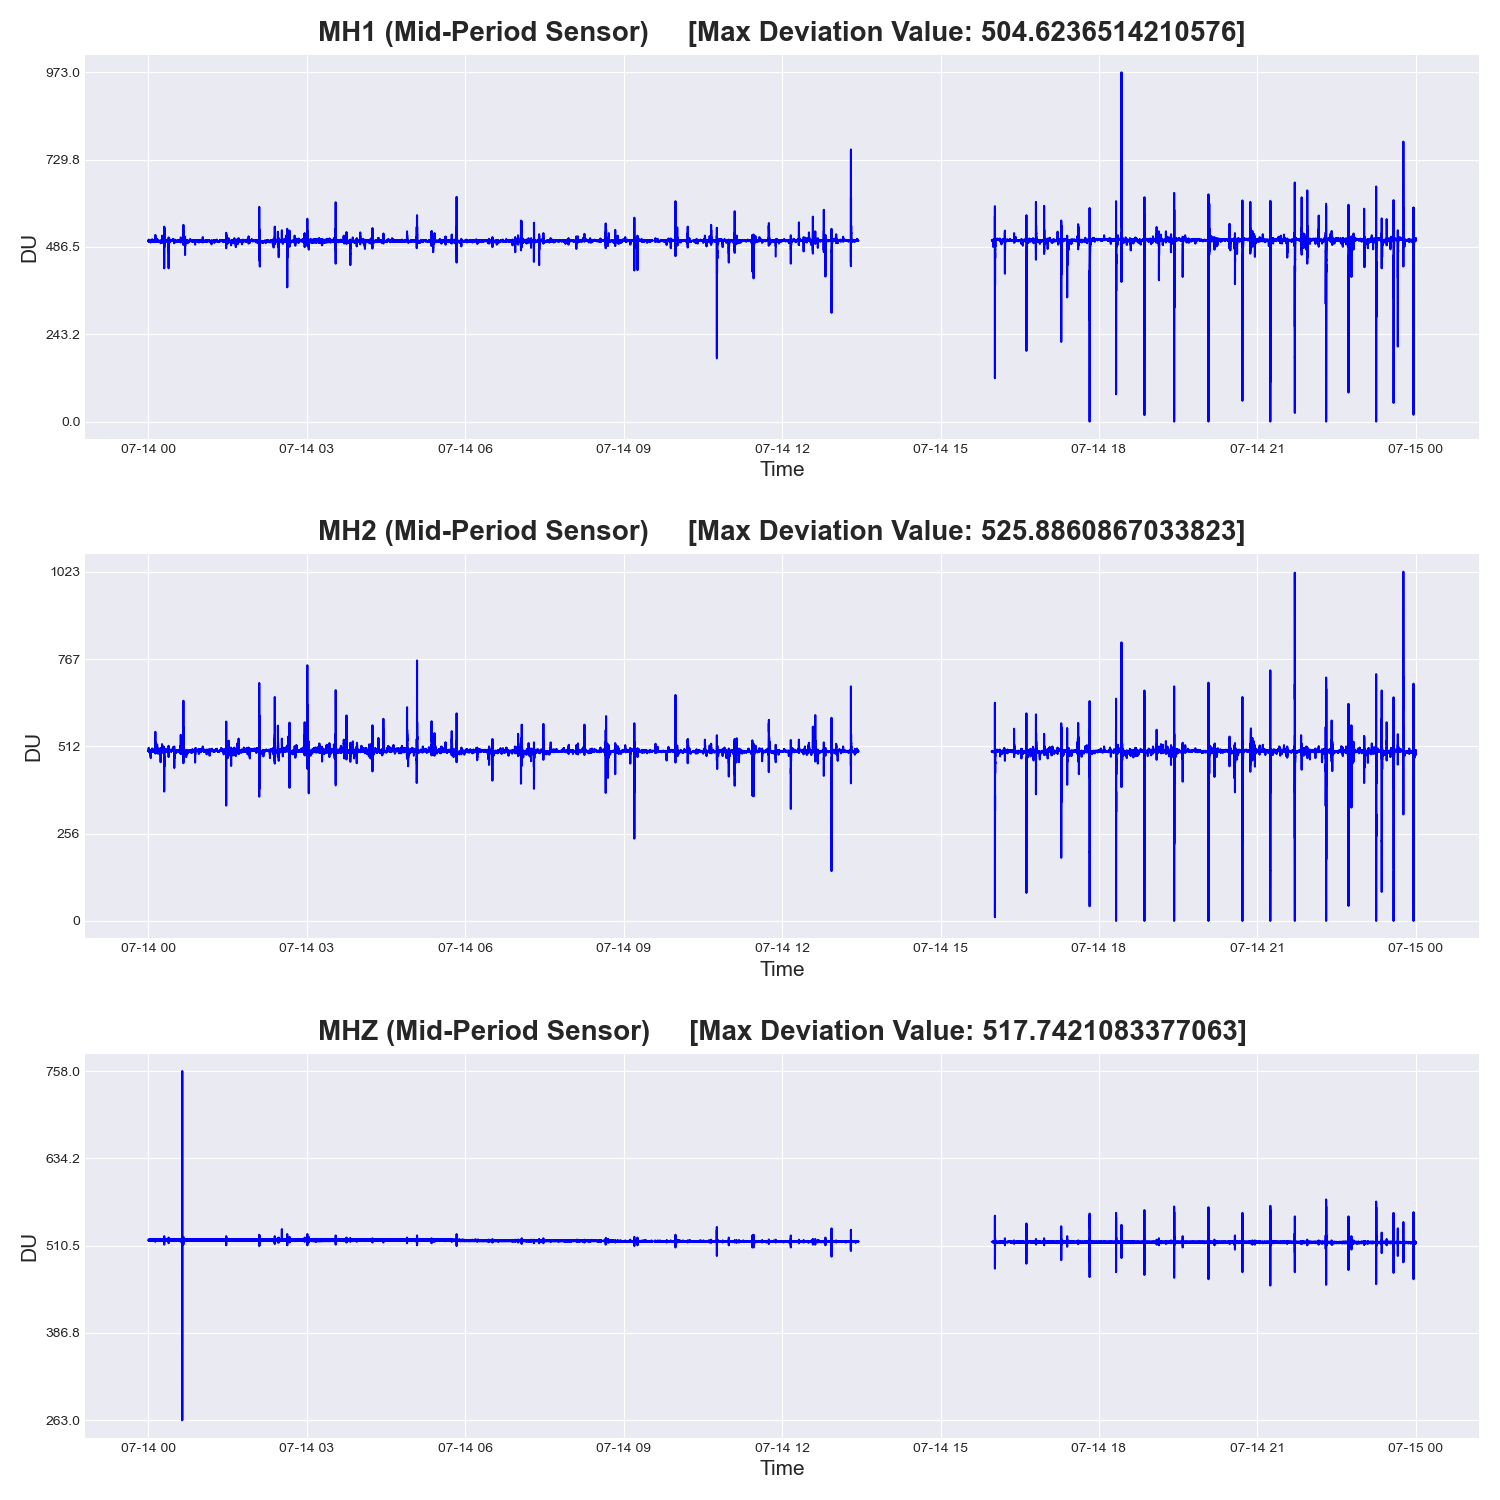 MH1 (Mid-Period Sensor)     [Max Deviation Value: 504.6236514210576]
973.0
729.8
486.5
243.2
0.0
DU
07-14 00 07-14 03 07-14 06 07-14 09 07-14 12 07-14 15 07-14 18 07-14 21 07-15 00
Time
MH2 (Mid-Period Sensor)     [Max Deviation Value: 525.8860867033823]
1023
767
512
256
0
DU
07-14 00 07-14 03 07-14 06 07-14 09 07-14 12 07-14 15 07-14 18 07-14 21 07-15 00
Time
MHZ (Mid-Period Sensor)     [Max Deviation Value: 517.7421083377063]
758.0
634.2
510.5
386.8
263.0
DU
07-14 00 07-14 03 07-14 06 07-14 09 07-14 12 07-14 15 07-14 18 07-14 21 07-15 00
Time